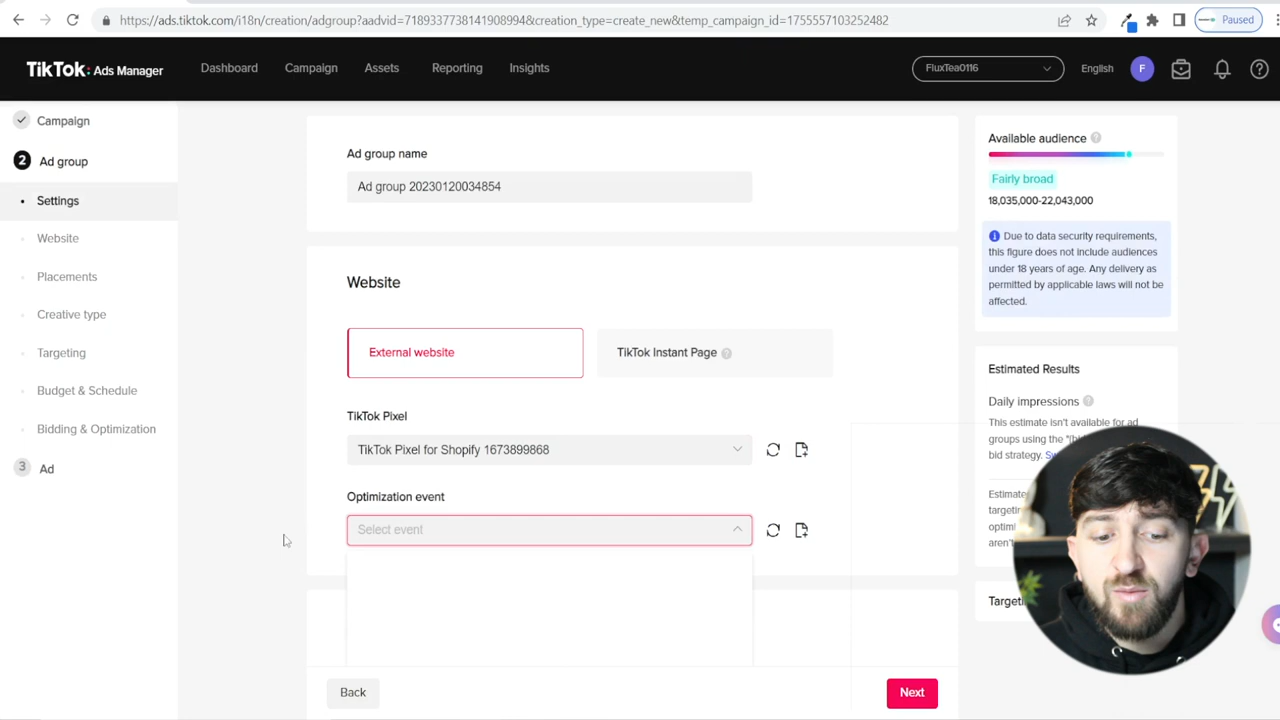 https://ads.tiktok.com/i18n/creation/adgroup?aadvid=7189337738141908994&creation_type=create_new&temp_campaign_id=1755557103252482
Paused
TikTok: Ads Manager
Dashboard
Campaign
Assets
Reporting
Insights
FluxTea0116
English
F
Campaign
2 Ad group
Settings
Website
Placements
Creative type
Targeting
Budget & Schedule
Bidding & Optimization
3 Ad
Ad group name
Ad group 20230120034854
Website
External website
TikTok Instant Page
TikTok Pixel
TikTok Pixel for Shopify 1673899868
Optimization event
Select event
Back
Next
Available audience
Fairly broad
18,035,000-22,043,000
Due to data security requirements,
this figure does not include audiences
under 18 years of age. Any delivery as
permitted by applicable laws will not be
affected.
Estimated Results
Daily impressions
This estimate isn't available for ad
groups using the
bid strategy.